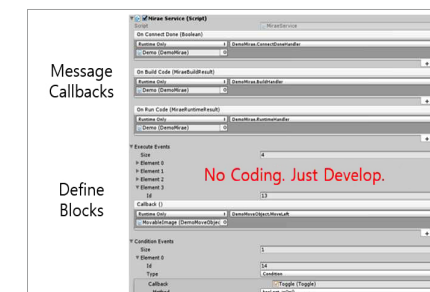 Mirae Service (Script)
Script MiraeService
On Connect Done (Boolean)
Runtime Only DemoMirae.ConnectDoneHandler
Demo (DemoMirae)
Message Callbacks
On Build Code (MiraeBuildResult)
Runtime Only DemoMirae.BuildHandler
Demo (DemoMirae)
On Run Code (MiraeRuntimeResult)
Runtime Only DemoMirae.RuntimeHandler
Demo (DemoMirae)
Execute Events
Size 4
Element 0
Element 1
Element 2
Element 3
No Coding. Just Develop.
Id 13
Define Blocks
Callback ()
Runtime Only DemoMoveObject.MoveLeft
MovableImage (DemoMoveObjec
Condition Events
Size 1
Element 0
Id 14
Type Condition
Callback Toggle (Toggle)
Method